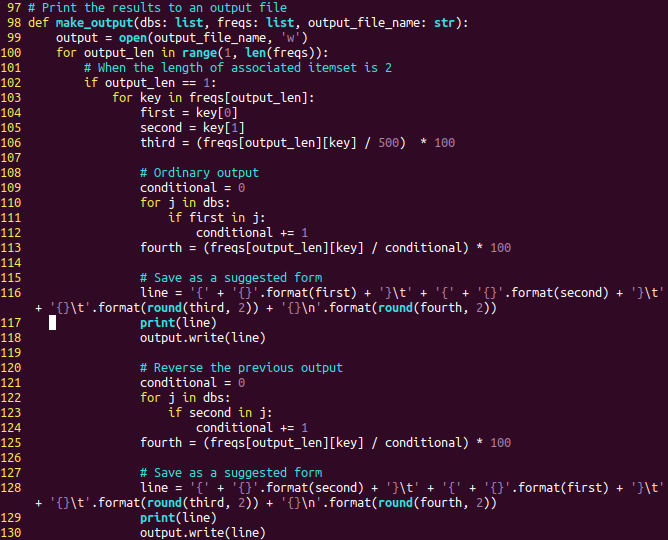 97 # Print the results to an output file
98 def make_output(dbs: list, freqs: list, output_file_name: str):
99     output = open(output_file_name, 'w')
100     for output_len in range(1, len(freqs)):
101         # When the length of associated itemset is 2
102         if output_len == 1:
103             for key in freqs[output_len]:
104                 first = key[0]
105                 second = key[1]
106                 third = (freqs[output_len][key] / 500)  * 100
107
108                 # Ordinary output
109                 conditional = 0
110                 for j in dbs:
111                     if first in j:
112                         conditional += 1
113                 fourth = (freqs[output_len][key] / conditional) * 100
114
115                 # Save as a suggested form
116                 line = '{' + '{}'.format(first) + '}\t' + '{' + '{}'.format(second) + '}\t'
 + '{}\t'.format(round(third, 2)) + '{}\n'.format(round(fourth, 2))
117                 print(line)
118                 output.write(line)
119
120                 # Reverse the previous output
121                 conditional = 0
122                 for j in dbs:
123                     if second in j:
124                         conditional += 1
125                 fourth = (freqs[output_len][key] / conditional) * 100
126
127                 # Save as a suggested form
128                 line = '{' + '{}'.format(second) + '}\t' + '{' + '{}'.format(first) + '}\t'
 + '{}\t'.format(round(third, 2)) + '{}\n'.format(round(fourth, 2))
129                 print(line)
130                 output.write(line)